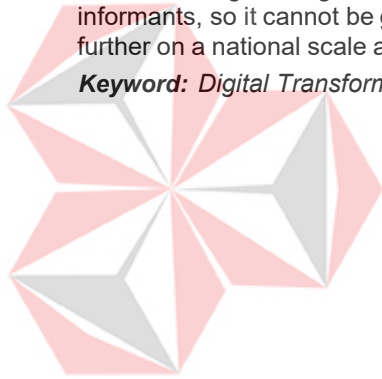 informants, so it cannot be g
further on a national scale a
Keyword: Digital Transform